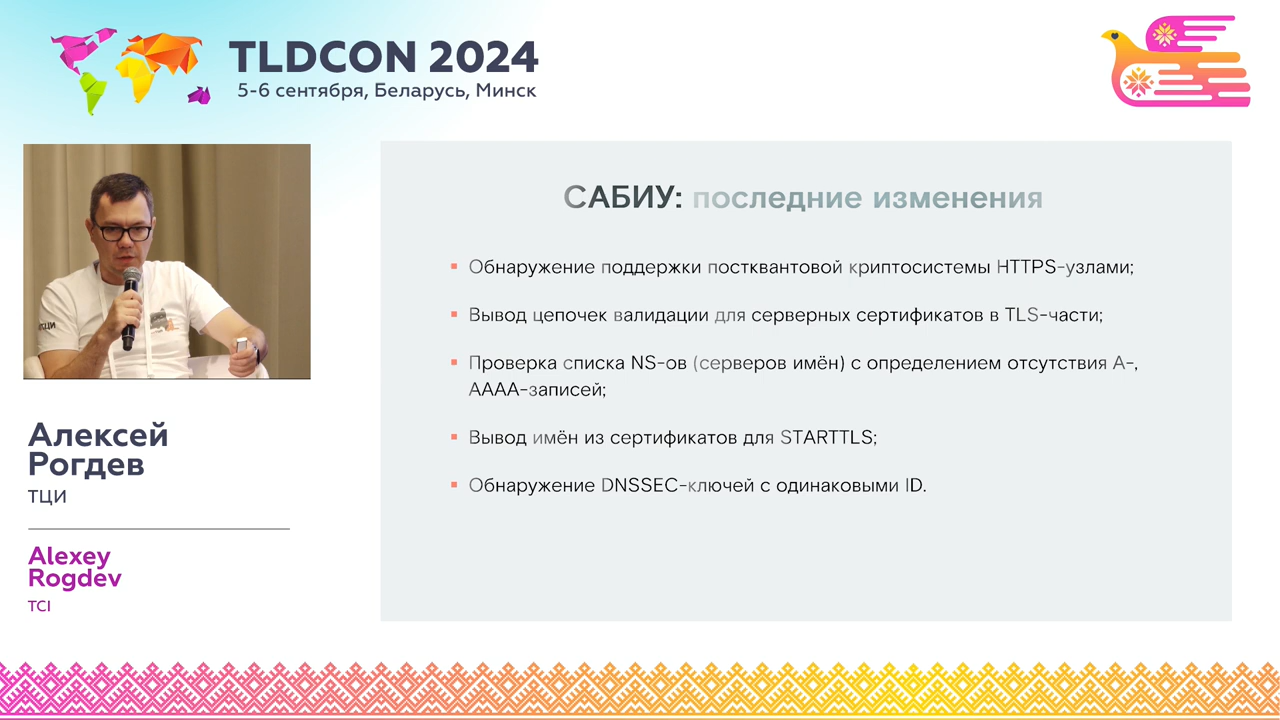 TLDCON 2024
5-6 сентября, Беларусь, Минск
САБИУ: последние изменения
Обнаружение поддержки постквантовой криптосистемы HTTPS-узлами;
Вывод цепочек валидации для серверных сертификатов в TLS-части;
Проверка списка NS-ов (серверов имён) с определением отсутствия A-,
AAAA-записей;
Вывод имён из сертификатов для STARTTLS;
Обнаружение DNSSEC-ключей с одинаковыми ID.
Алексей
Рогдев
ТЦИ
Alexey
Rogdev
TCI